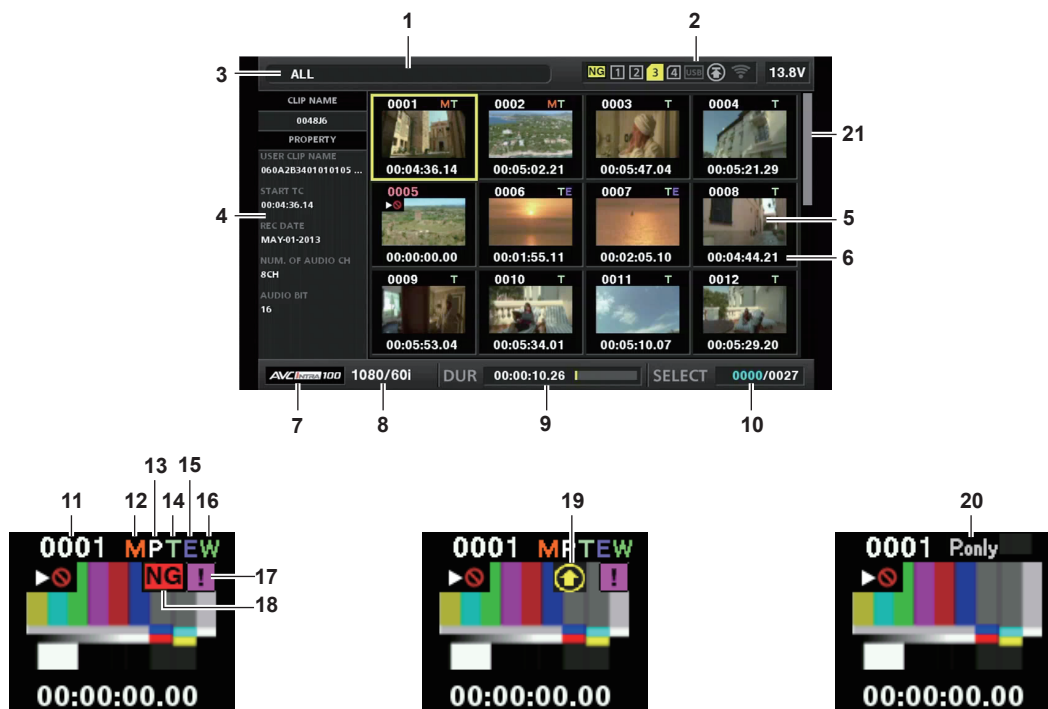 1
2
3
ALL
NG 1 2 3 4 USB
13.8V
CLIP NAME
0048J6
PROPERTY
USER CLIP NAME
060A2B3401010105 ...
START TC
00:04:36.14
REC DATE
MAY-01-2013
NUM. OF AUDIO CH
8CH
AUDIO BIT
16
4
0001 MT
00:04:36.14
0002 MT
00:05:02.21
0003 T
00:05:47.04
0004 T
00:05:21.29
21
0005
00:00:00.00
0006 TE
00:01:55.11
0007 TE
00:02:05.10
0008 T
00:04:44.21
5
6
0009 T
00:05:53.04
0010 T
00:05:34.01
0011 T
00:05:10.07
0012 T
00:05:29.20
AVC INTRA 100
1080/60i
DUR 00:00:10.26
SELECT 0000/0027
7
8
9
10
11
12
13
14
15
16
0001 MPTEW
NG !
17
18
00:00:00.00
19
0001 MPTEW
!
00:00:00.00
20
0001 P.only
00:00:00.00